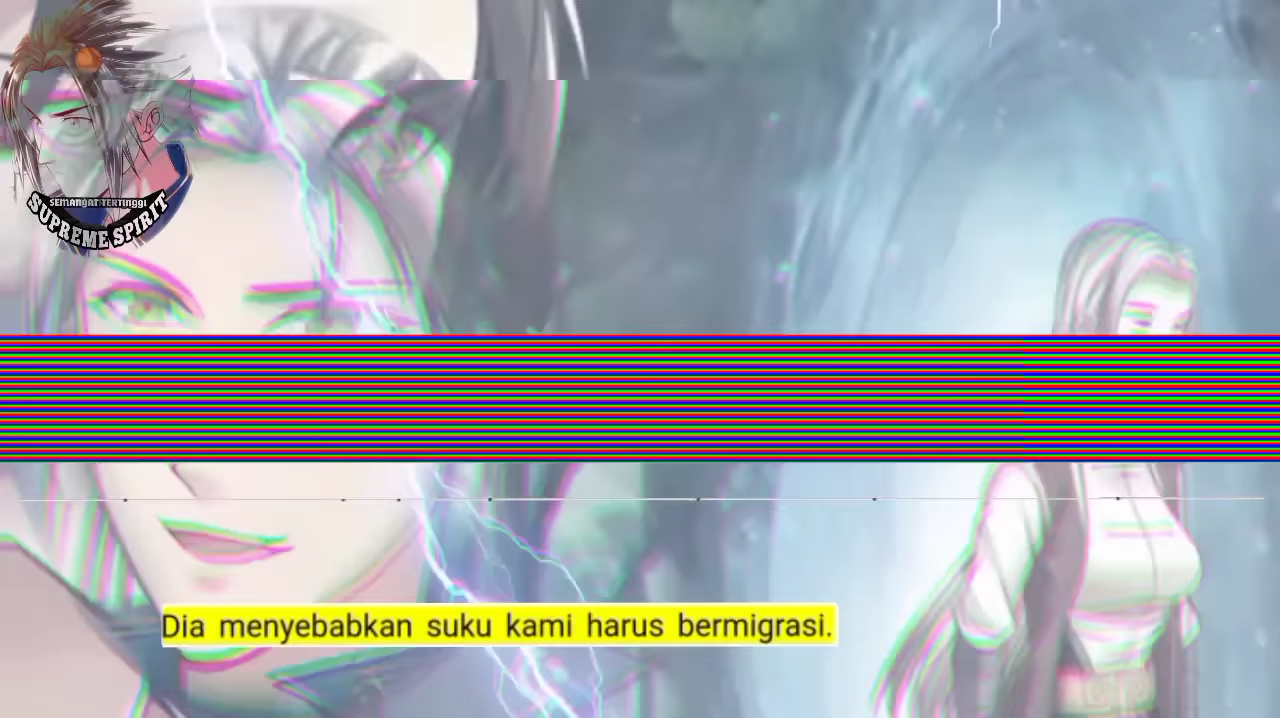 SEMANGAT TERTINGGI
SUPREME SPIRIT
Dia menyebabkan suku kami harus bermigrasi.